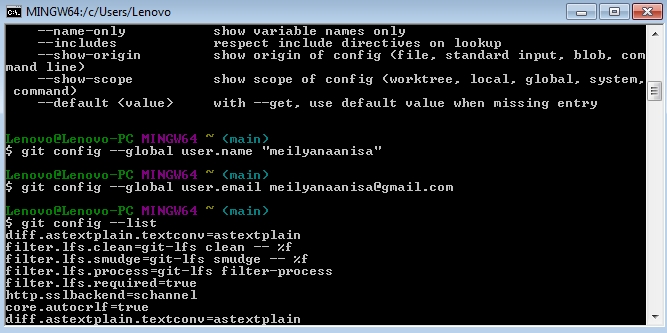 MINGW64:/c/Users/Lenovo
--name-only show variable names only
--includes respect include directives on lookup
--show-origin show origin of config (file, standard input, blob, com
mand line)
--show-scope show scope of config (worktree, local, global, system,
command)
--default <value> with --get, use default value when missing entry
Lenovo@Lenovo-PC MINGW64 ~ (main)
$ git config --global user.name "meilyanaanisa"
Lenovo@Lenovo-PC MINGW64 ~ (main)
$ git config --global user.email meilyanaanisa@gmail.com
Lenovo@Lenovo-PC MINGW64 ~ (main)
$ git config --list
diff.astextplain.textconv=astextplain
filter.lfs.clean=git-lfs clean -- %f
filter.lfs.smudge=git-lfs smudge -- %f
filter.lfs.process=git-lfs filter-process
filter.lfs.required=true
http.sslbackend=schannel
core.autocrlf=true
diff.astextplain.textconv=astextplain